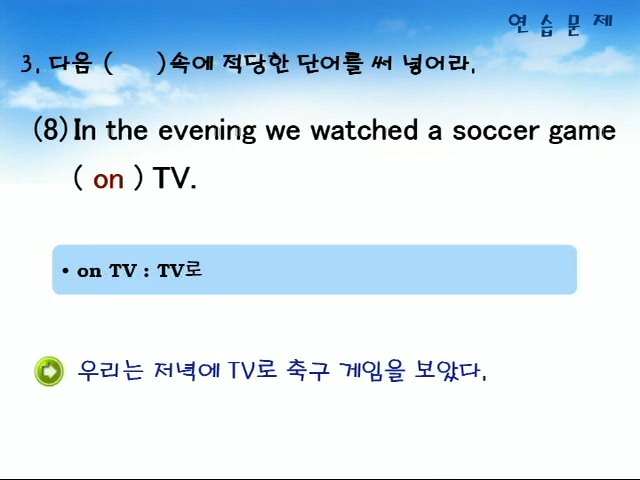 연 습 문 제
3. 다음 (      )속에 적당한 단어를 써 넣어라.
(8)In the evening we watched a soccer game
( on ) TV.
• on TV : TV로
우리는 저녁에 TV로 축구 게임을 보았다.